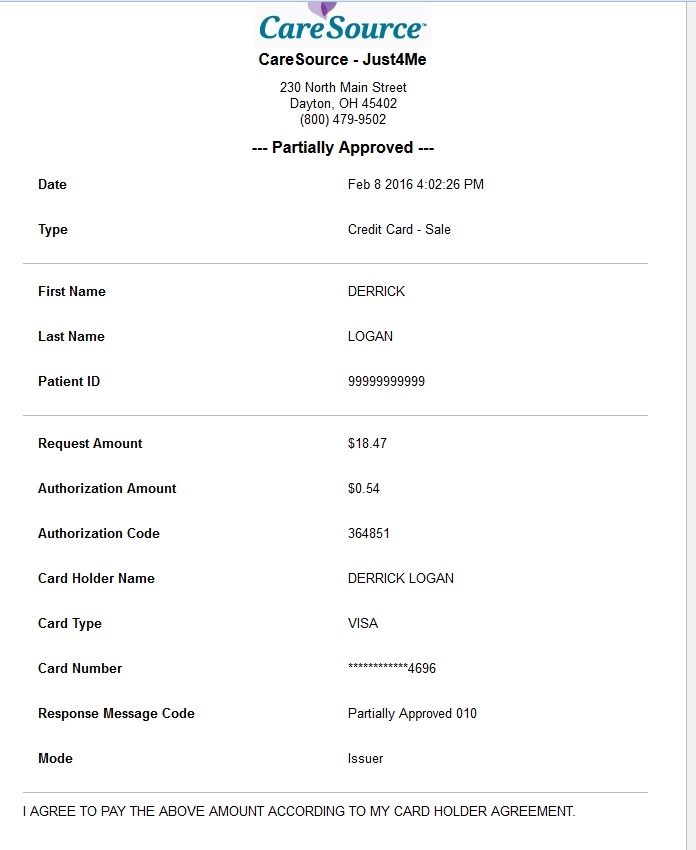 CareSource™
CareSource - Just4Me
230 North Main Street
Dayton, OH 45402
(800) 479-9502
--- Partially Approved ---
Date Feb 8 2016 4:02:26 PM
Type Credit Card - Sale
First Name DERRICK
Last Name LOGAN
Patient ID 99999999999
Request Amount $18.47
Authorization Amount $0.54
Authorization Code 364851
Card Holder Name DERRICK LOGAN
Card Type VISA
Card Number ************4696
Response Message Code Partially Approved 010
Mode Issuer
I AGREE TO PAY THE ABOVE AMOUNT ACCORDING TO MY CARD HOLDER AGREEMENT.